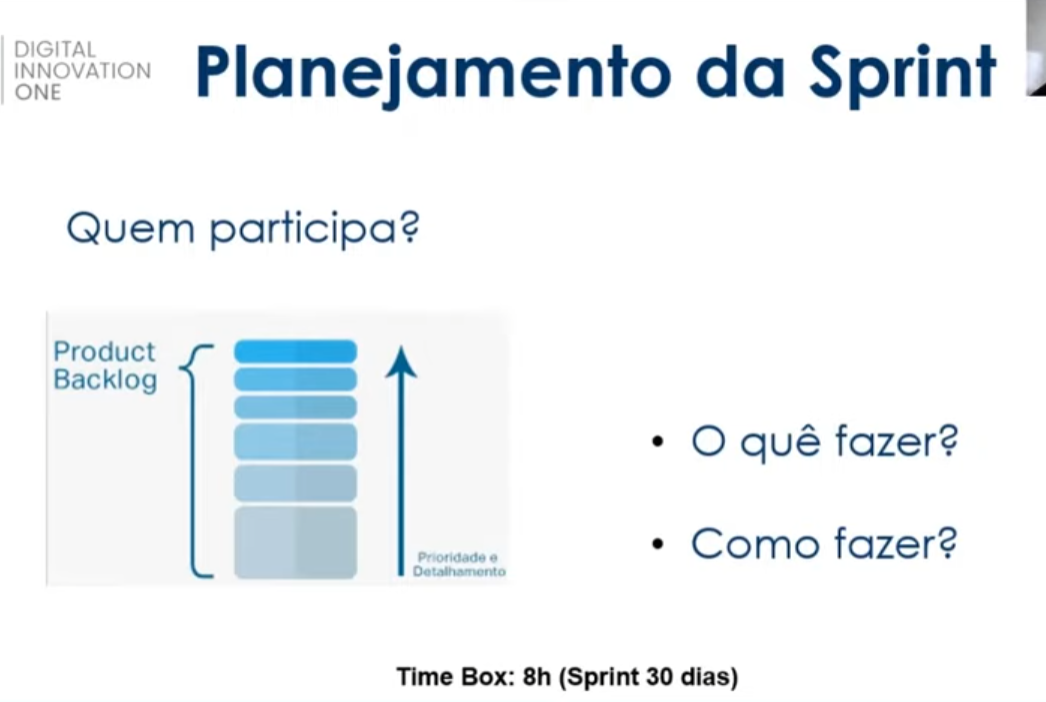 DIGITAL
INNOVATION
ONE
Planejamento da Sprint
Quem participa?
Product
Backlog
Prioridade e
Detalhamento
• O quê fazer?
• Como fazer?
Time Box: 8h (Sprint 30 dias)